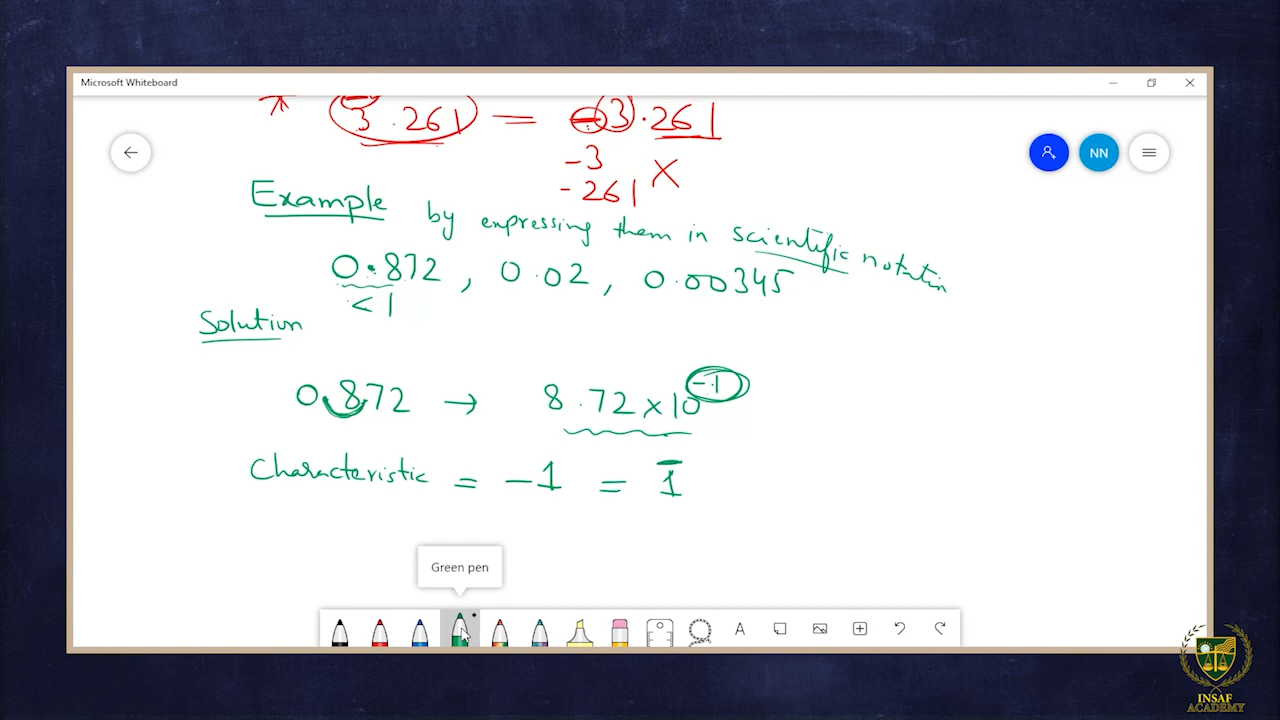 Microsoft Whiteboard
NN
3̅.261 = -3.261
-3
-261 ×
Example by expressing them in scientific notation
0.872, 0.02, 0.00345
<1
Solution
0.872 → 8.72 × 10⁻¹
Characteristic = -1 = 1̅
Green pen
A
INSAF
ACADEMY